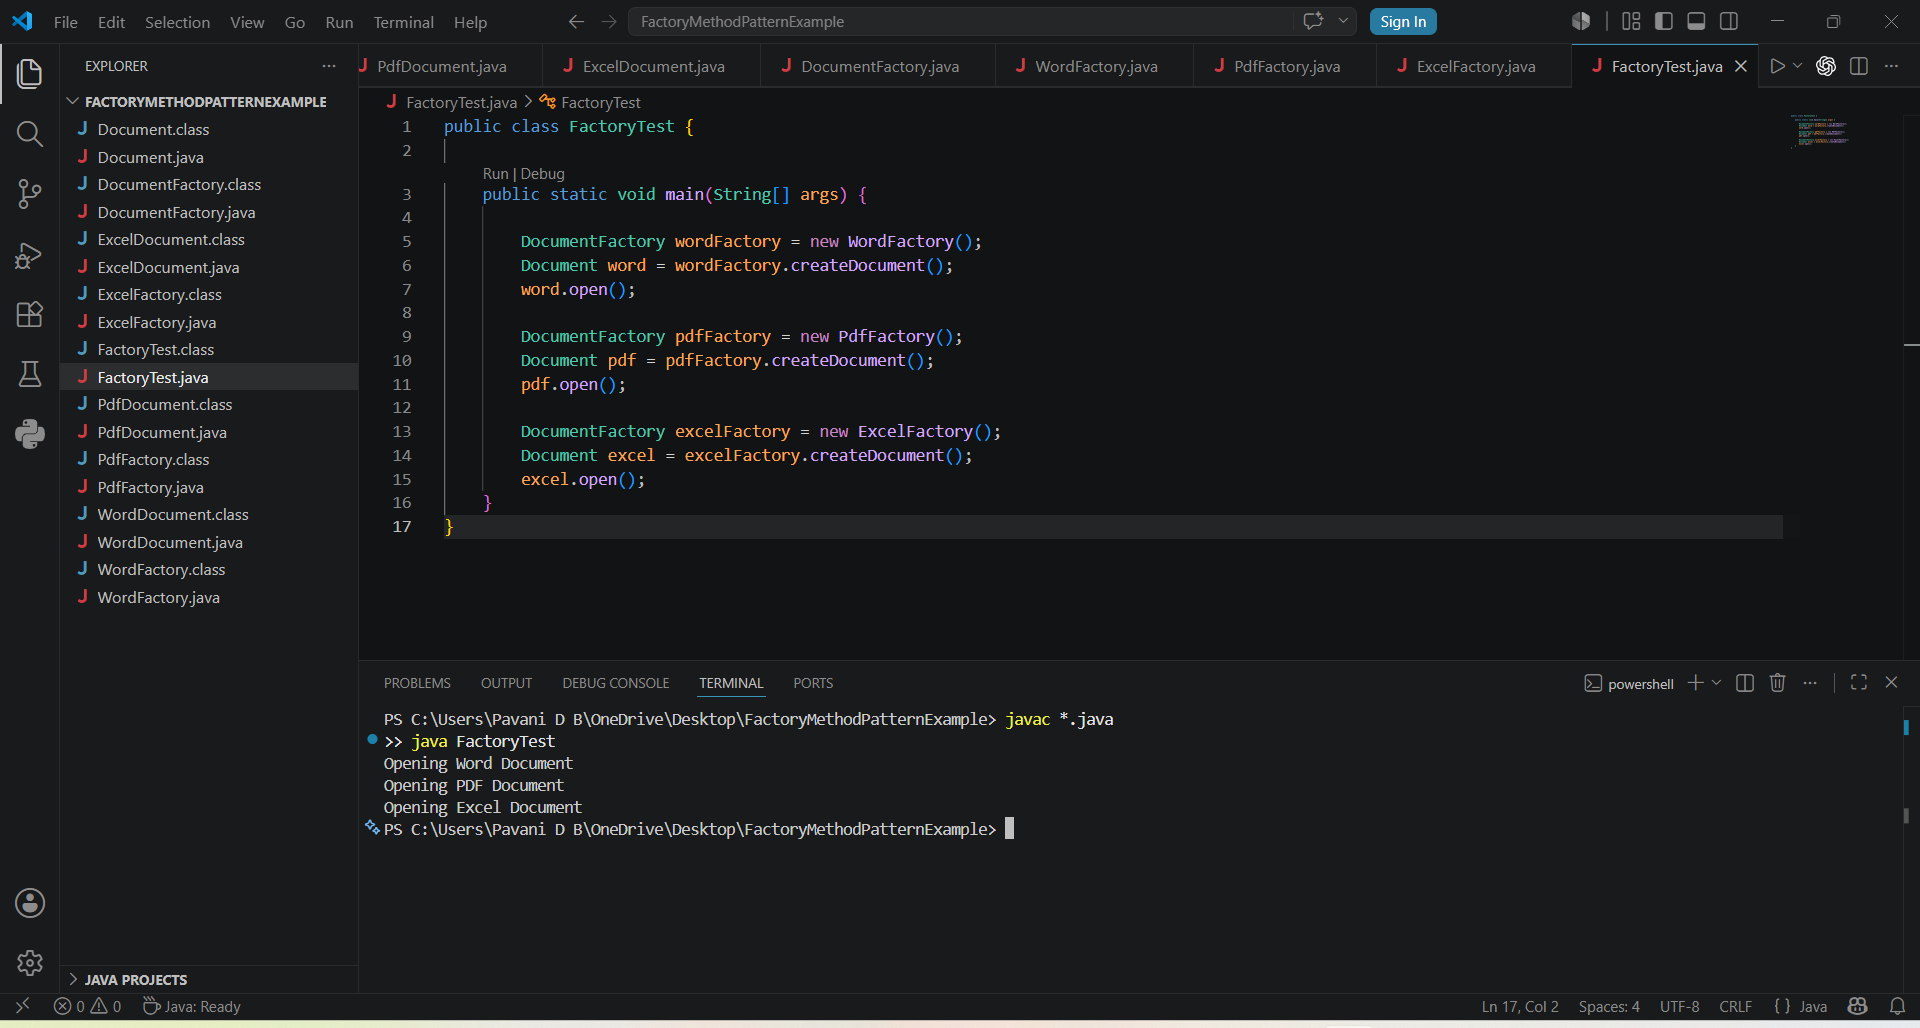 File Edit Selection View Go Run Terminal Help
FactoryMethodPatternExample
Sign In
EXPLORER
FACTORYMETHODPATTERNEXAMPLE
Document.class
Document.java
DocumentFactory.class
DocumentFactory.java
ExcelDocument.class
ExcelDocument.java
ExcelFactory.class
ExcelFactory.java
FactoryTest.class
FactoryTest.java
PdfDocument.class
PdfDocument.java
PdfFactory.class
PdfFactory.java
WordDocument.class
WordDocument.java
WordFactory.class
WordFactory.java
JAVA PROJECTS
PdfDocument.java ExcelDocument.java DocumentFactory.java WordFactory.java PdfFactory.java ExcelFactory.java FactoryTest.java
FactoryTest.java > FactoryTest
1 public class FactoryTest {
2
Run | Debug
3 public static void main(String[] args) {
4
5 DocumentFactory wordFactory = new WordFactory();
6 Document word = wordFactory.createDocument();
7 word.open();
8
9 DocumentFactory pdfFactory = new PdfFactory();
10 Document pdf = pdfFactory.createDocument();
11 pdf.open();
12
13 DocumentFactory excelFactory = new ExcelFactory();
14 Document excel = excelFactory.createDocument();
15 excel.open();
16 }
17 }
PROBLEMS OUTPUT DEBUG CONSOLE TERMINAL PORTS
powershell
PS C:\Users\Pavani D B\OneDrive\Desktop\FactoryMethodPatternExample> javac *.java
>> java FactoryTest
Opening Word Document
Opening PDF Document
Opening Excel Document
PS C:\Users\Pavani D B\OneDrive\Desktop\FactoryMethodPatternExample>
0 0 Java: Ready
Ln 17, Col 2 Spaces: 4 UTF-8 CRLF { } Java